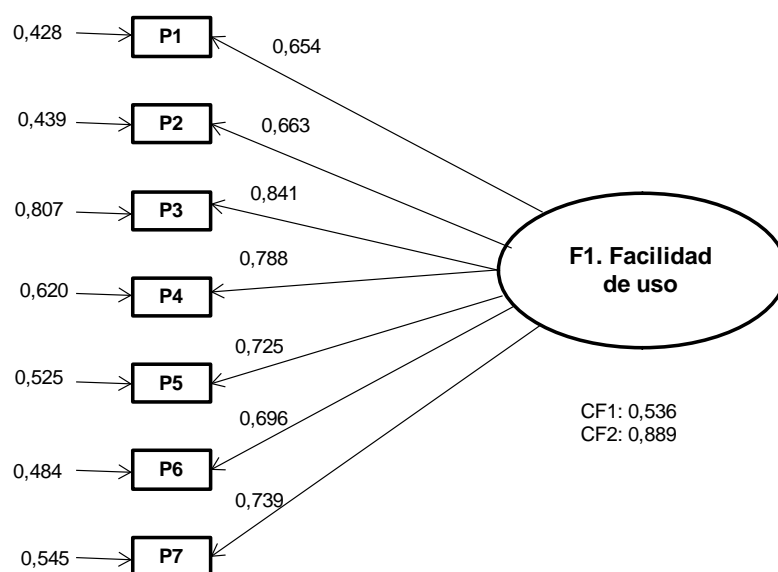 0,428
P1
0,654
0,439
P2
0,663
0,807
P3
0,841
0,620
P4
0,788
0,525
P5
0,725
0,484
P6
0,696
0,545
P7
0,739
F1. Facilidad
de uso
CF1: 0,536
CF2: 0,889